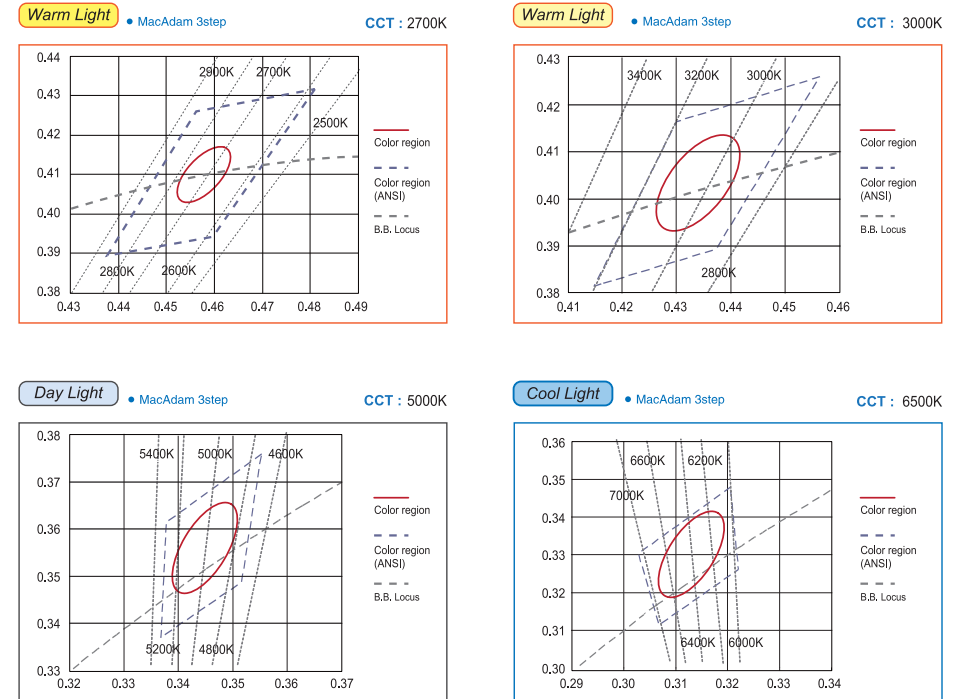 Warm Light
• MacAdam 3step
CCT : 2700K
0.44
0.43
0.42
0.41
0.40
0.39
0.38
0.43
0.44
0.45
0.46
0.47
0.48
0.49
2900K
2700K
2500K
2800K
2600K
Color region
Color region
(ANSI)
B.B. Locus
Warm Light
• MacAdam 3step
CCT : 3000K
0.43
0.42
0.41
0.40
0.39
0.38
0.41
0.42
0.43
0.44
0.45
0.46
3400K
3200K
3000K
2800K
Color region
Color region
(ANSI)
B.B. Locus
Day Light
• MacAdam 3step
CCT : 5000K
0.38
0.37
0.36
0.35
0.34
0.33
0.32
0.33
0.34
0.35
0.36
0.37
5400K
5000K
4600K
5200K
4800K
Color region
Color region
(ANSI)
B.B. Locus
Cool Light
• MacAdam 3step
CCT : 6500K
0.36
0.35
0.34
0.33
0.32
0.31
0.30
0.29
0.30
0.31
0.32
0.33
0.34
6600K
6200K
7000K
6400K
6000K
Color region
Color region
(ANSI)
B.B. Locus